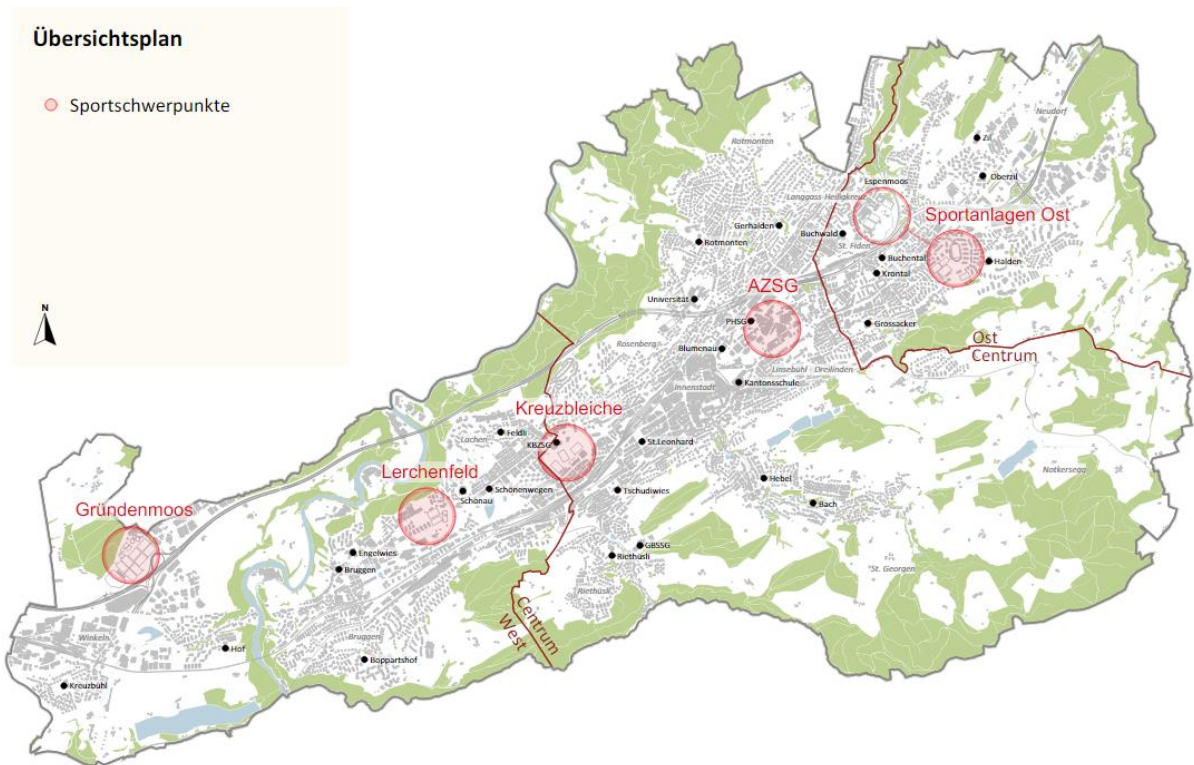 Übersichtsplan
Sportschwerpunkte
N
Neudorf
Zil
Rotmonten
Oberzil
Espenmoos
Langgass-Heiligkreuz
Sportanlagen Ost
Gerhalden
Buchwald
Rotmonten
St. Fiden
Buchental
Halden
Krontal
AZSG
Universität
PHSG
Grossacker
Rosenberg
Blumenau
Ost
Centrum
Linsebühl - Dreilinden
Innenstadt
Kantonsschule
Kreuzbleiche
Feldli
Lachen
KBZSG
St.Leonhard
Notkersegg
Lerchenfeld
Hebel
Schönenwegen
Schönau
Tschudiwies
Bach
Gründenmoos
GBSSG
Engelwies
Riethüsli
Bruggen
St. Georgen
Riethüsli
Centrum
West
Winkeln
Bruggen
Hof
Boppartshof
Kreuzbühl